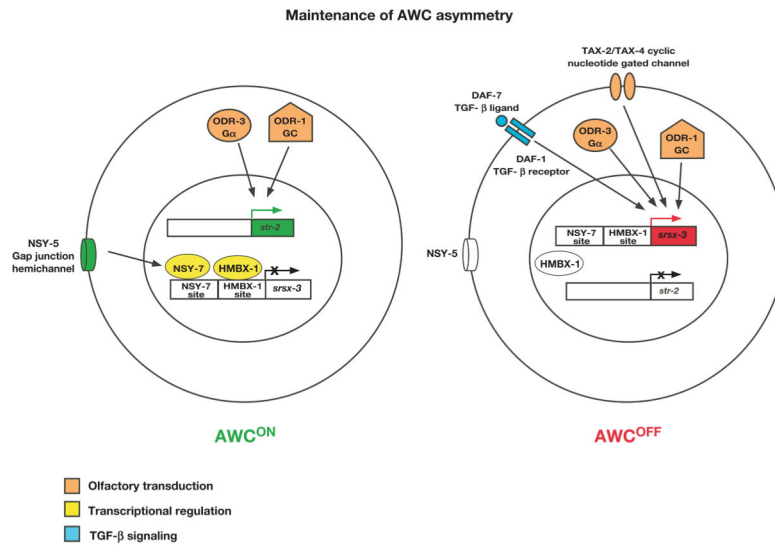 Maintenance of AWC asymmetry
ODR-3
Gα
ODR-1
GC
str-2
NSY-5
Gap junction
hemichannel
NSY-7
HMBX-1
X
NSY-7
site
HMBX-1
site
srsx-3
AWCON
TAX-2/TAX-4 cyclic
nucleotide gated channel
DAF-7
TGF- β ligand
ODR-3
Gα
ODR-1
GC
DAF-1
TGF- β receptor
NSY-7
site
HMBX-1
site
srsx-3
NSY-5
HMBX-1
X
str-2
AWCOFF
Olfactory transduction
Transcriptional regulation
TGF-β signaling